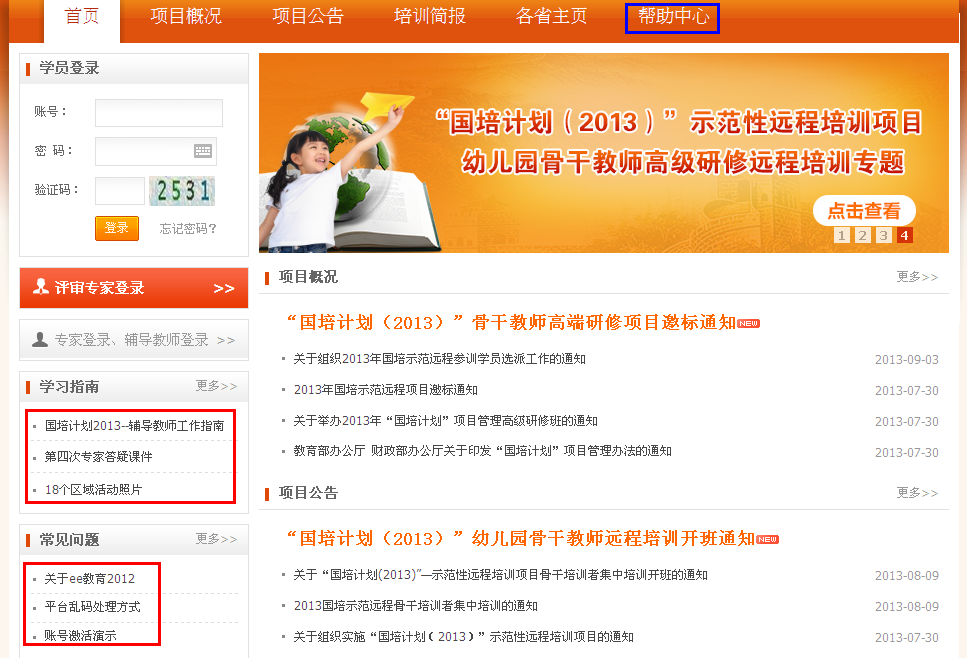 首页 项目概况 项目公告 培训简报 各省主页 帮助中心
学员登录
账号：
密 码：
验证码： 2531
登录 忘记密码?
评审专家登录 >>
专家登录、辅导教师登录 >>
学习指南 更多>>
国培计划2013--辅导教师工作指南
第四次专家答疑课件
18个区域活动照片
常见问题 更多>>
关于ee教育2012
平台乱码处理方式
账号激活演示
“国培计划（2013）”示范性远程培训项目
幼儿园骨干教师高级研修远程培训专题
点击查看
1 2 3 4
项目概况 更多>>
“国培计划（2013）”骨干教师高端研修项目邀标通知 NEW
关于组织2013年国培示范远程参训学员选派工作的通知 2013-09-03
2013年国培示范远程项目邀标通知 2013-07-30
关于举办2013年“国培计划”项目管理高级研修班的通知 2013-07-30
教育部办公厅 财政部办公厅关于印发“国培计划”项目管理办法的通知 2013-07-30
项目公告 更多>>
“国培计划（2013）”幼儿园骨干教师远程培训开班通知 NEW
关于“国培计划(2013)”—示范性远程培训项目骨干培训者集中培训开班的通知 2013-08-09
2013国培示范远程骨干培训者集中培训的通知 2013-08-09
关于组织实施“国培计划（2013）”示范性远程培训项目的通知 2013-07-30